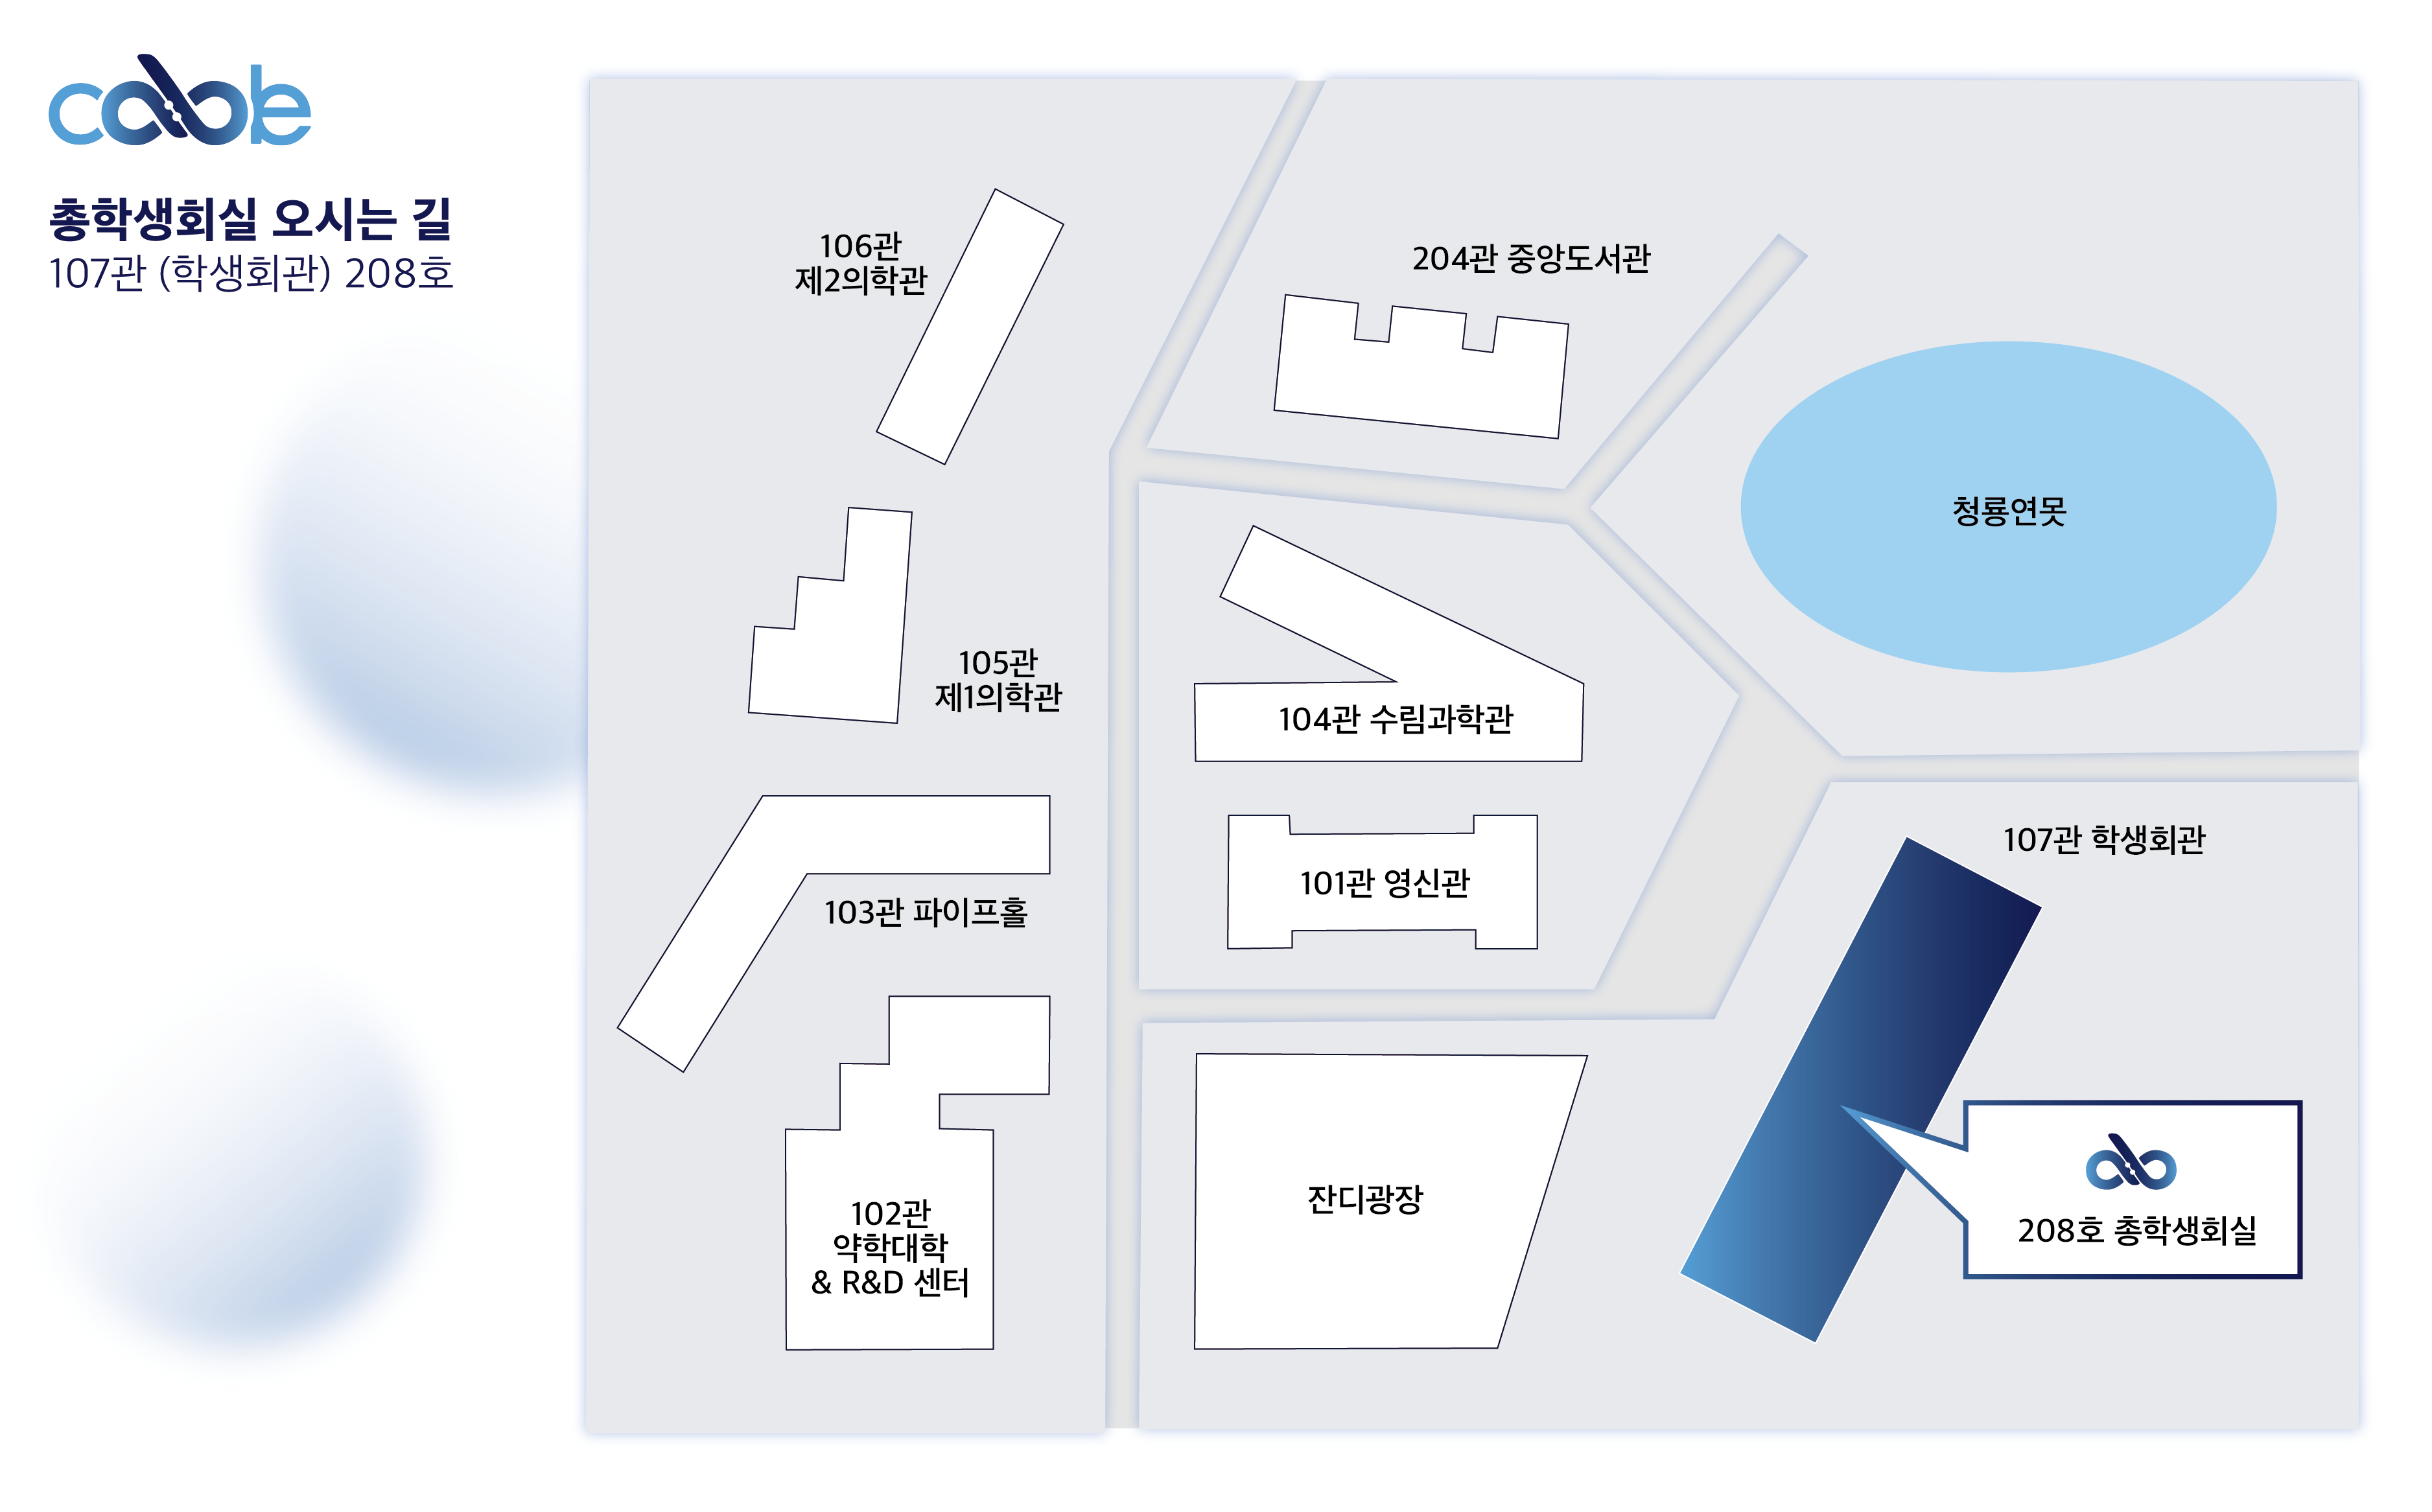 cable
총학생회실 오시는 길
107관 (학생회관) 208호
106관
제2의학관
204관 중앙도서관
청룡연못
105관
제1의학관
104관 수림과학관
107관 학생회관
101관 영신관
103관 파이프홀
102관
약학대학
& R&D 센터
잔디광장
208호 총학생회실